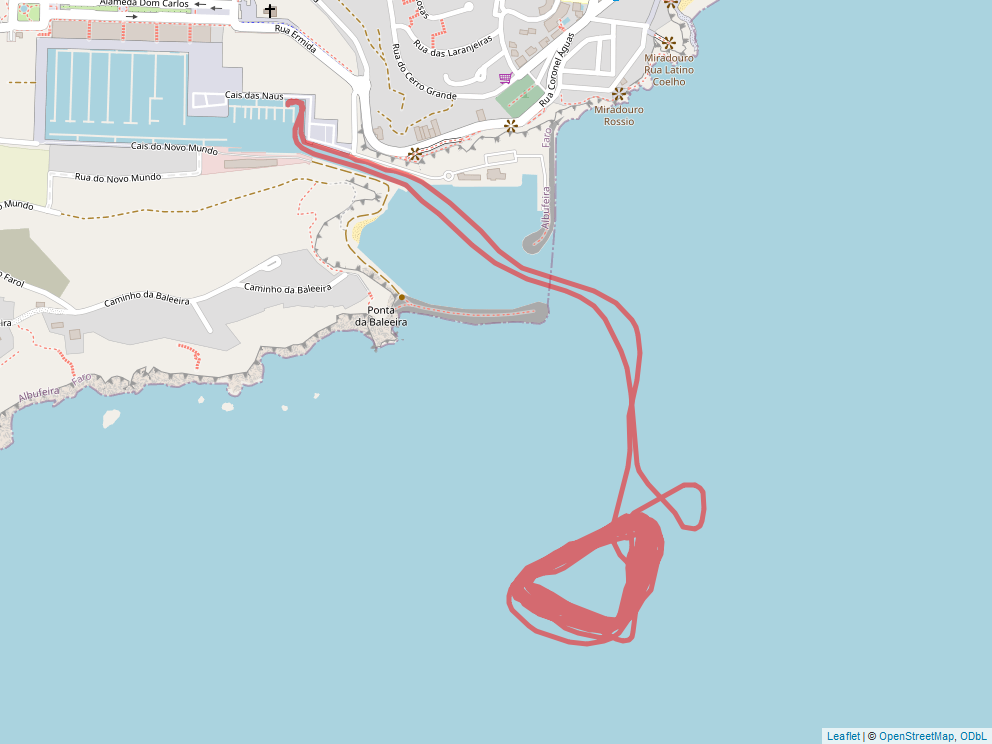 Alameda Dom Carlos
Rua Ermida
Rua das Laranjeiras
Rua do Cerro Grande
Rua Coronel Águas
Miradouro
Rua Latino
Coelho
Miradouro
Rossio
Cais das Naus
Cais do Novo Mundo
Rua do Novo Mundo
Mundo
Faro
Albufeira
Farol
Caminho da Baleeira
Caminho da Baleeira
Ponta
da Baleeira
Albufeira
Faro
Leaflet | © OpenStreetMap, ODbL